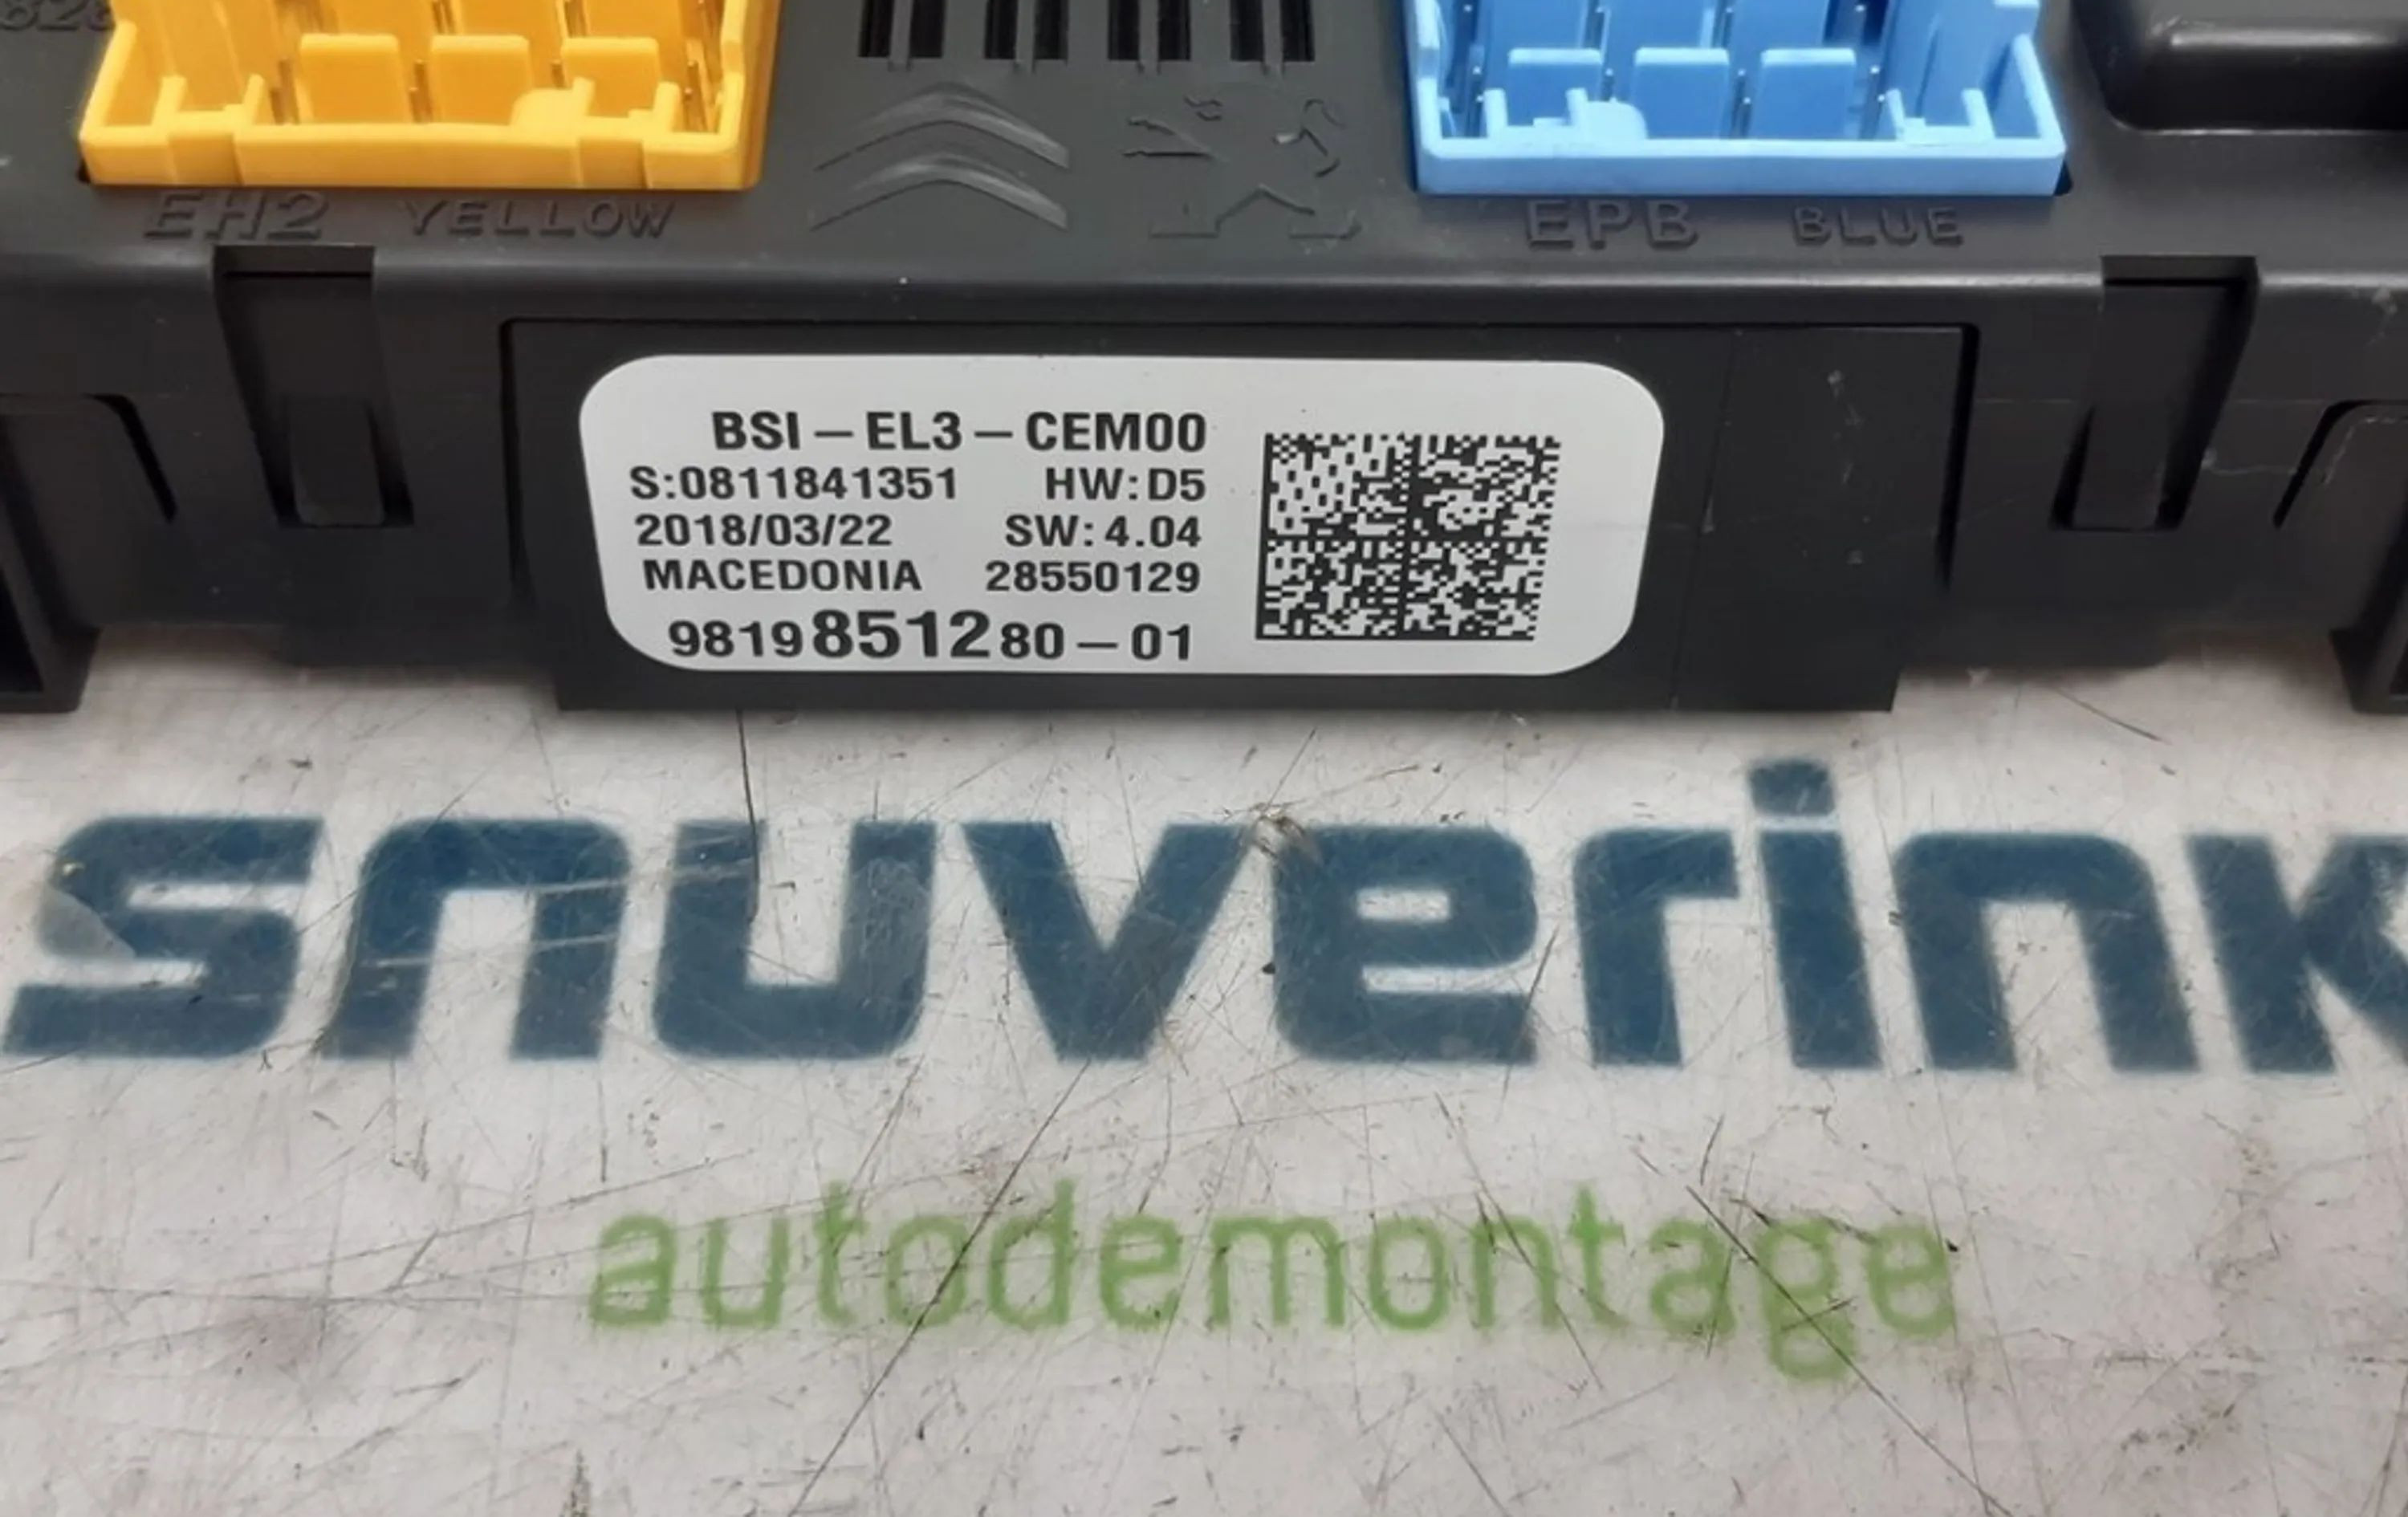 EH2 YELLOW
EPB BLUE
BSI-EL3-CEM00
S:0811841351 HW:D5
2018/03/22 SW:4.04
MACEDONIA 28550129
9819851280-01
snuverink
autodemontage